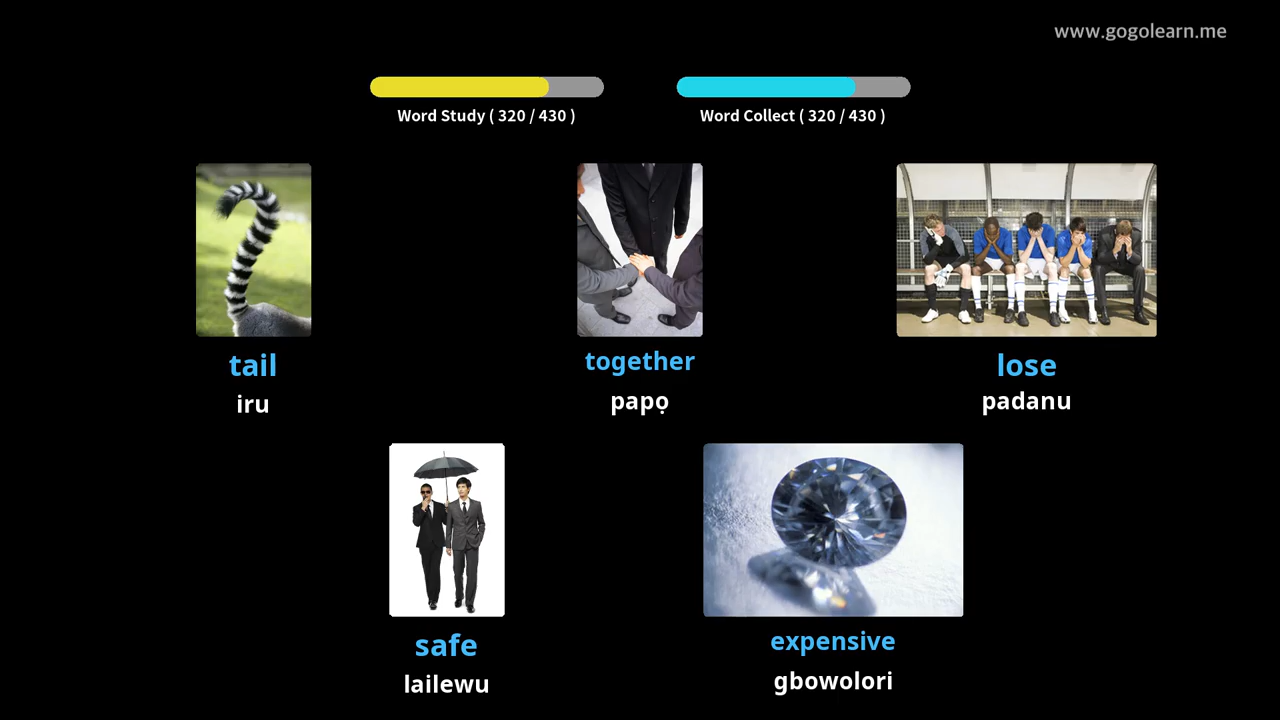 www.gogolearn.me
Word Study ( 320 / 430 )
Word Collect ( 320 / 430 )
tail
iru
together
papọ
lose
padanu
safe
lailewu
expensive
gbowolori